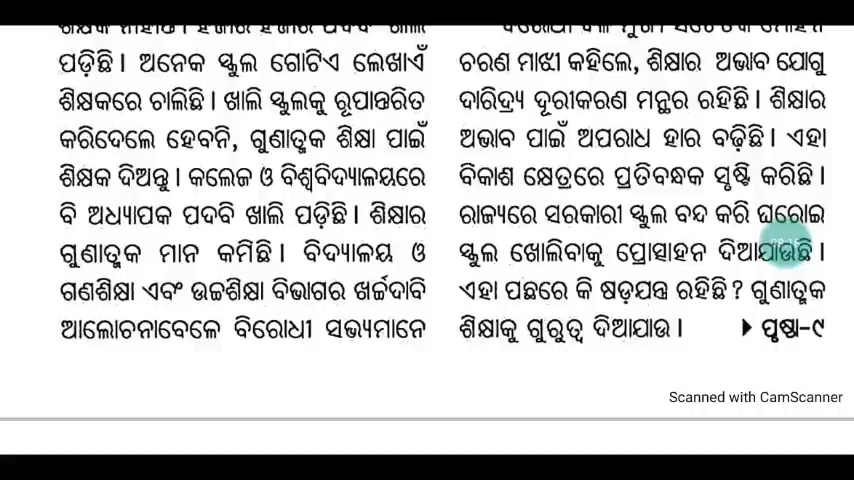 ପଡ଼ିଛି । ଅନେକ ସ୍କୁଲ ଗୋଟିଏ ଲେଖାଏଁ
ଶିକ୍ଷକରେ ଚାଲିଛି । ଖାଲି ସ୍କୁଲକୁ ରୂପାନ୍ତରିତ
କରିଦେଲେ ହେବନି, ଗୁଣାତ୍ମକ ଶିକ୍ଷା ପାଇଁ
ଶିକ୍ଷକ ଦିଅନ୍ତୁ । କଲେଜ ଓ ବିଶ୍ୱବିଦ୍ୟାଳୟରେ
ବି ଅଧ୍ୟାପକ ପଦବି ଖାଲି ପଡ଼ିଛି । ଶିକ୍ଷାର
ଗୁଣାତ୍ମକ ମାନ କମିଛି । ବିଦ୍ୟାଳୟ ଓ
ଗଣଶିକ୍ଷା ଏବଂ ଉଚ୍ଚଶିକ୍ଷା ବିଭାଗର ଖର୍ଚ୍ଚଦାବି
ଆଲୋଚନାବେଳେ ବିରୋଧୀ ସଭ୍ୟମାନେ
ଚରଣ ମାଝୀ କହିଲେ, ଶିକ୍ଷାର ଅଭାବ ଯୋଗୁ
ଦାରିଦ୍ର୍ୟ ଦୂରୀକରଣ ମନ୍ଥର ରହିଛି । ଶିକ୍ଷାର
ଅଭାବ ପାଇଁ ଅପରାଧ ହାର ବଢ଼ିଛି । ଏହା
ବିକାଶ କ୍ଷେତ୍ରରେ ପ୍ରତିବନ୍ଧକ ସୃଷ୍ଟି କରିଛି ।
ରାଜ୍ୟରେ ସରକାରୀ ସ୍କୁଲ ବନ୍ଦ କରି ଘରୋଇ
ସ୍କୁଲ ଖୋଲିବାକୁ ପ୍ରୋତ୍ସାହନ ଦିଆଯାଉଛି ।
ଏହା ପଛରେ କି ଷଡ଼ଯନ୍ତ୍ର ରହିଛି ? ଗୁଣାତ୍ମକ
ଶିକ୍ଷାକୁ ଗୁରୁତ୍ୱ ଦିଆଯାଉ । ▶ ପୃଷ୍ଠା-୯
Scanned with CamScanner